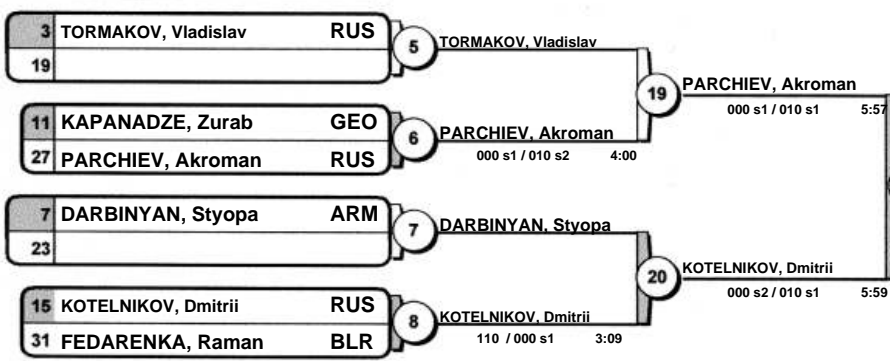 3 TORMAKOV, Vladislav RUS
19
5 TORMAKOV, Vladislav
11 KAPANADZE, Zurab GEO
27 PARCHIEV, Akroman RUS
6 PARCHIEV, Akroman
000 s1 / 010 s2 4:00
19 PARCHIEV, Akroman
000 s1 / 010 s1 5:57
7 DARBINYAN, Styopa ARM
23
7 DARBINYAN, Styopa
15 KOTELNIKOV, Dmitrii RUS
31 FEDARENKA, Raman BLR
8 KOTELNIKOV, Dmitrii
110 / 000 s1 3:09
20 KOTELNIKOV, Dmitrii
000 s2 / 010 s1 5:59